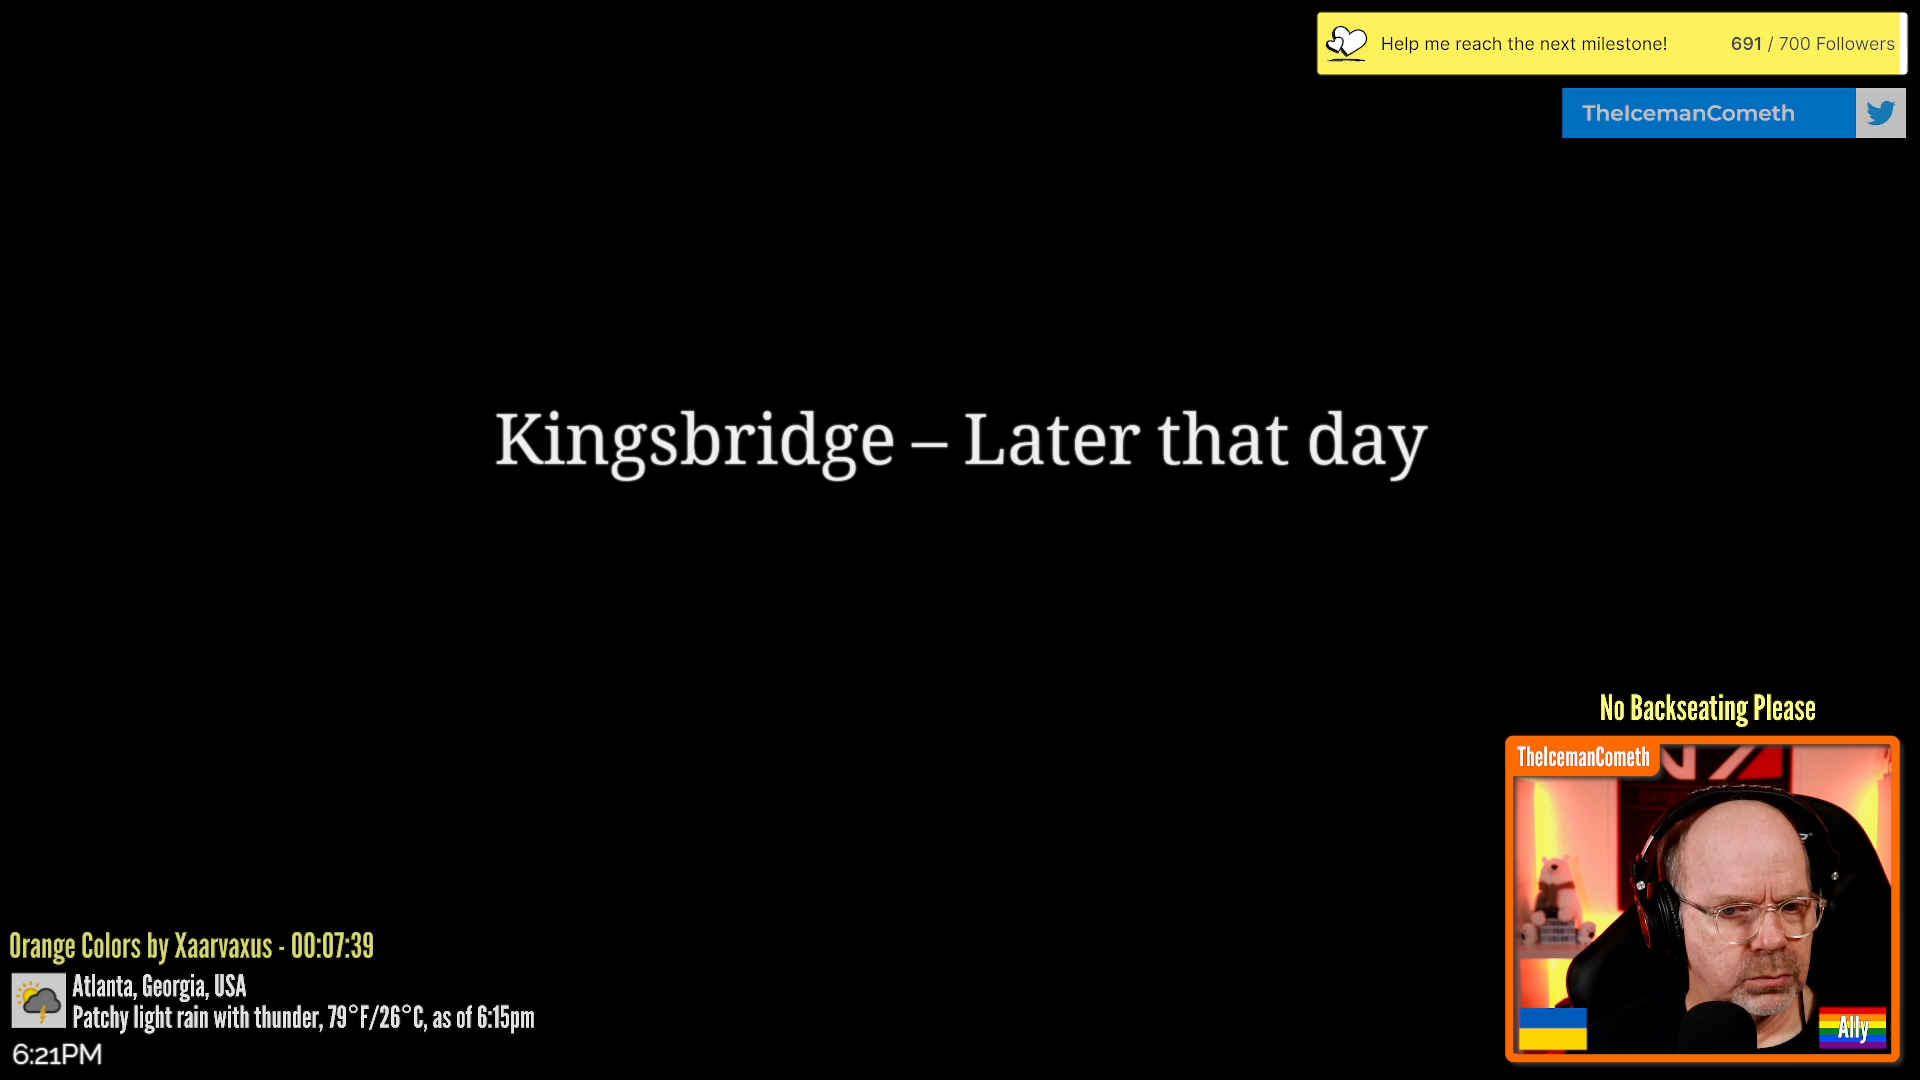 Help me reach the next milestone! 691 / 700 Followers
TheIcemanCometh
Kingsbridge – Later that day
No Backseating Please
TheIcemanCometh
Ally
Orange Colors by Xaarvaxus - 00:07:39
Atlanta, Georgia, USA
Patchy light rain with thunder, 79°F/26°C, as of 6:15pm
6:21PM